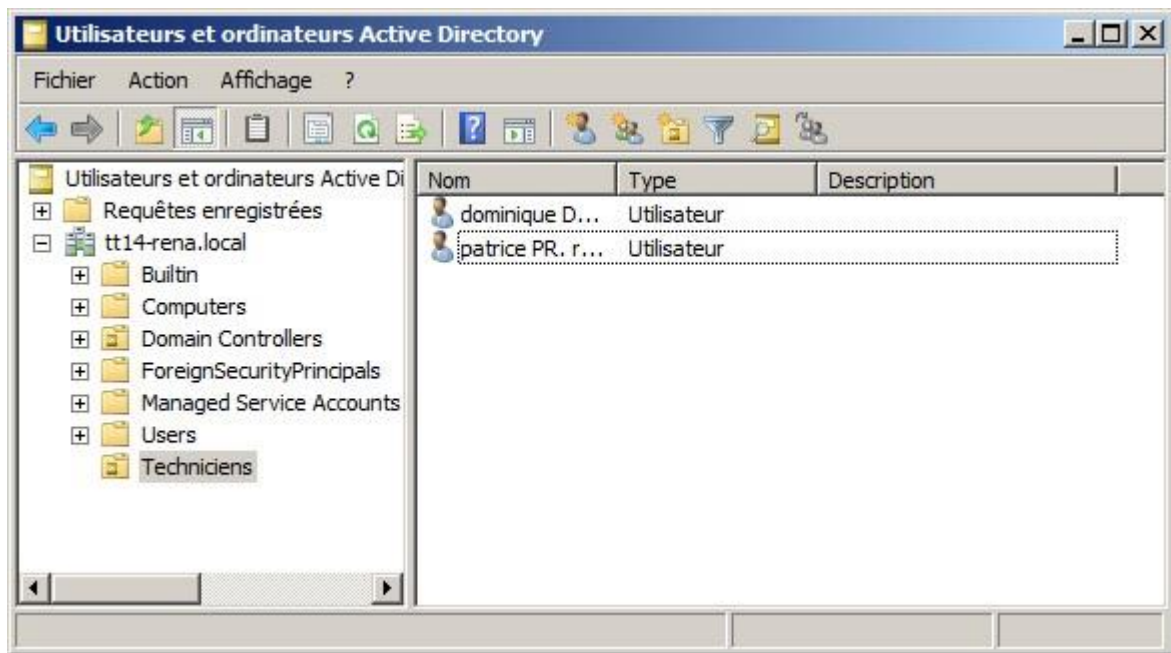 Utilisateurs et ordinateurs Active Directory
Fichier Action Affichage ?
Utilisateurs et ordinateurs Active Di
Requêtes enregistrées
tt14-rena.local
Builtin
Computers
Domain Controllers
ForeignSecurityPrincipals
Managed Service Accounts
Users
Techniciens
Nom Type Description
dominique D... Utilisateur
patrice PR. r... Utilisateur